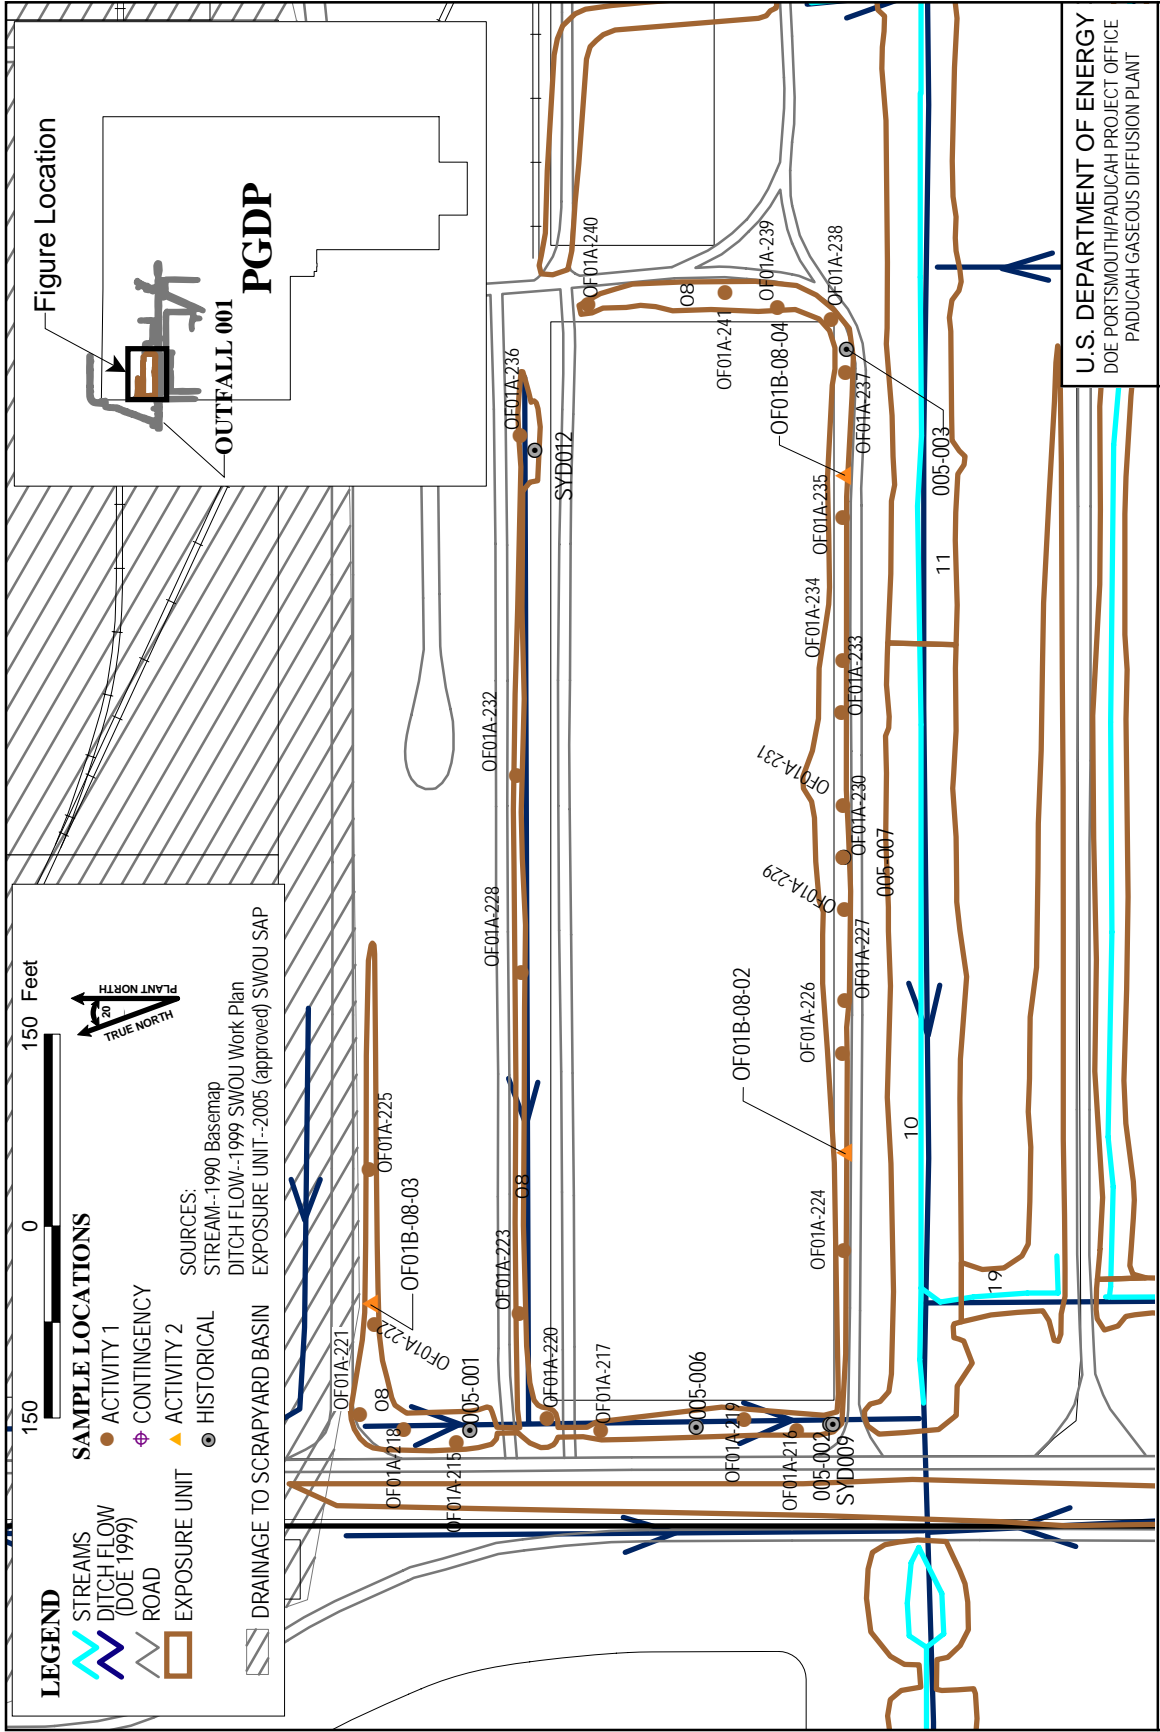 LEGEND
STREAMS
DITCH FLOW
(DOE 1999)
ROAD
EXPOSURE UNIT
DRAINAGE TO SCRAPYARD BASIN
SAMPLE LOCATIONS
ACTIVITY 1
CONTINGENCY
ACTIVITY 2
HISTORICAL
150 0 150 Feet
PLANT NORTH
20
TRUE NORTH
SOURCES:
STREAM--1990 Basemap
DITCH FLOW--1999 SWOU Work Plan
EXPOSURE UNIT--2005 (approved) SWOU SAP
Figure Location
OUTFALL 001
PGDP
OF01A-221
08
OF01A-222
OF01B-08-03
OF01A-225
OF01A-218
OF01A-215
005-001
OF01A-223
08
OF01A-228
OF01A-232
OF01A-236
SYD012
OF01A-240
OF01A-220
OF01A-217
005-006
OF01A-219
OF01A-216
005-002
SYD009
08
OF01A-241
OF01A-239
OF01A-238
OF01B-08-04
OF01A-237
005-003
OF01A-235
OF01A-234
OF01A-233
OF01A-231
OF01A-230
005-007
OF01A-229
OF01A-227
OF01A-226
OF01B-08-02
OF01A-224
10
11
19
U.S. DEPARTMENT OF ENERGY
DOE PORTSMOUTH/PADUCAH PROJECT OFFICE
PADUCAH GASEOUS DIFFUSION PLANT